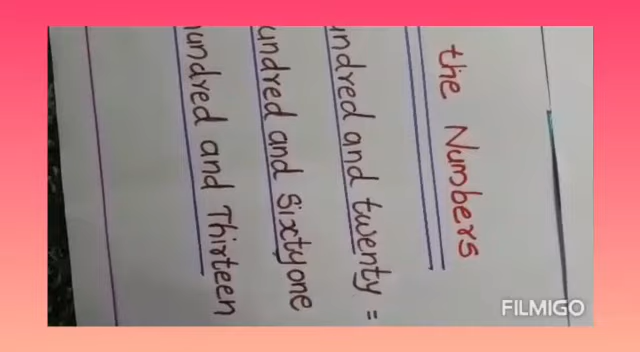 the Numbers
undred and twenty =
undred and Sixty one
undred and Thirteen
FILMIGO